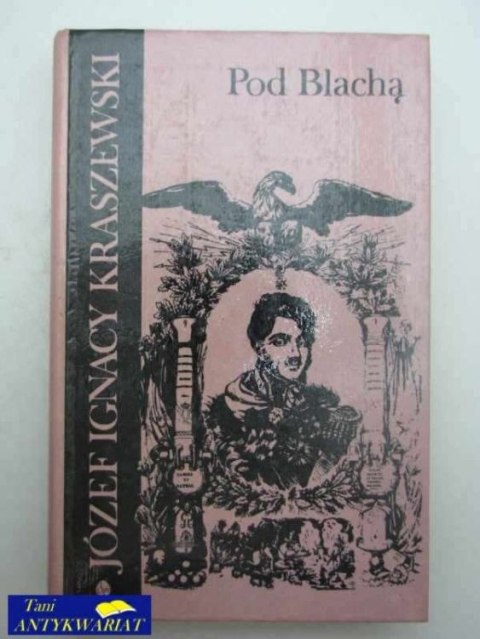 JÓZEF IGNACY KRASZEWSKI
Pod Blachą
Tani
ANTYKWARIAT